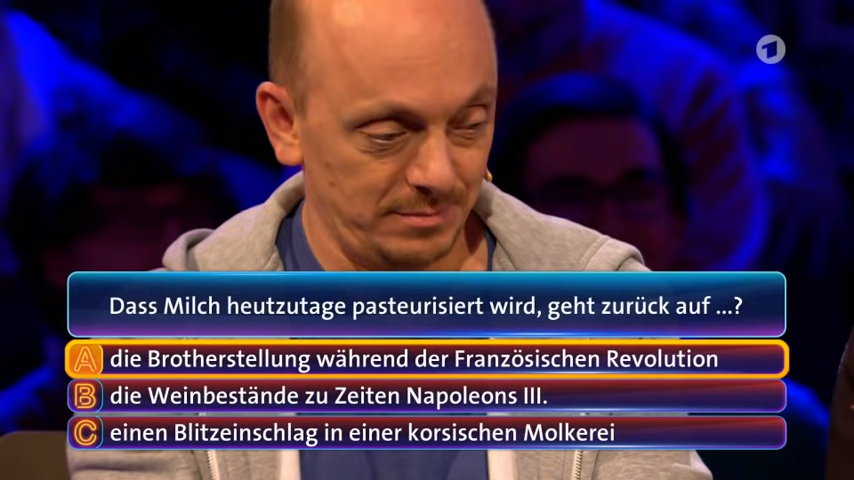 1
Dass Milch heutzutage pasteurisiert wird, geht zurück auf ...?
A die Brotherstellung während der Französischen Revolution
B die Weinbestände zu Zeiten Napoleons III.
C einen Blitzeinschlag in einer korsischen Molkerei